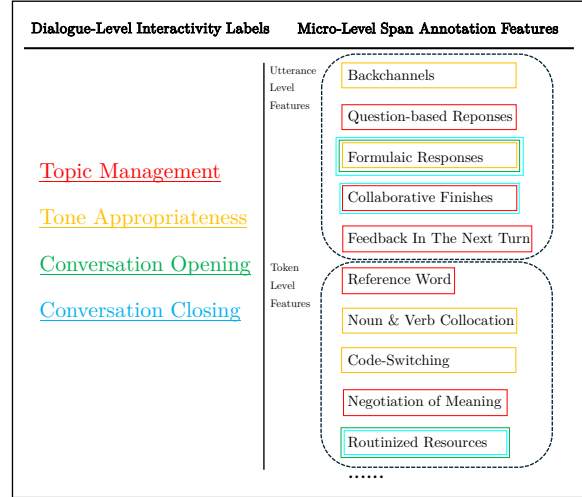 Dialogue-Level Interactivity Labels
Micro-Level Span Annotation Features
Utterance
Level
Features
Backchannels
Question-based Reponses
Formulaic Responses
Collaborative Finishes
Feedback In The Next Turn
Topic Management
Tone Appropriateness
Conversation Opening
Conversation Closing
Token
Level
Features
Reference Word
Noun & Verb Collocation
Code-Switching
Negotiation of Meaning
Routinized Resources
......